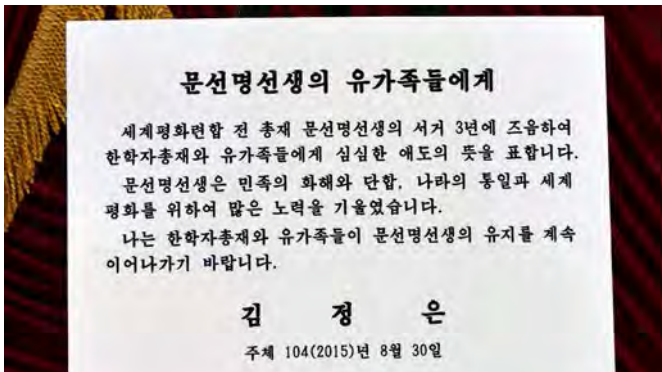 문선명선생의 유가족들에게
세계평화련합 전 총재 문선명선생의 서거 3년에 즈음하여
한학자총재와 유가족들에게 심심한 애도의 뜻을 표합니다.
문선명선생은 민족의 화해와 단합, 나라의 통일과 세계
평화를 위하여 많은 노력을 기울였습니다.
나는 한학자총재와 유가족들이 문선명선생의 유지를 계속
이어나가기 바랍니다.
김 정 은
주체 104(2015)년 8월 30일